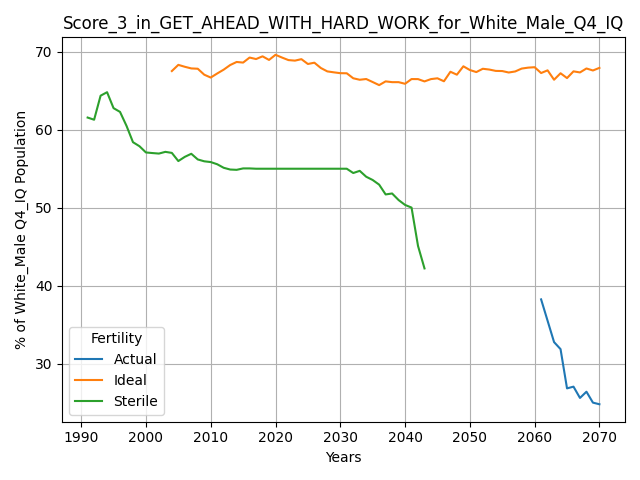 Score_3_in_GET_AHEAD_WITH_HARD_WORK_for_White_Male_Q4_IQ
% of White_Male Q4_IQ Population
70
60
50
40
30
Fertility
Actual
Ideal
Sterile
1990 2000 2010 2020 2030 2040 2050 2060 2070
Years